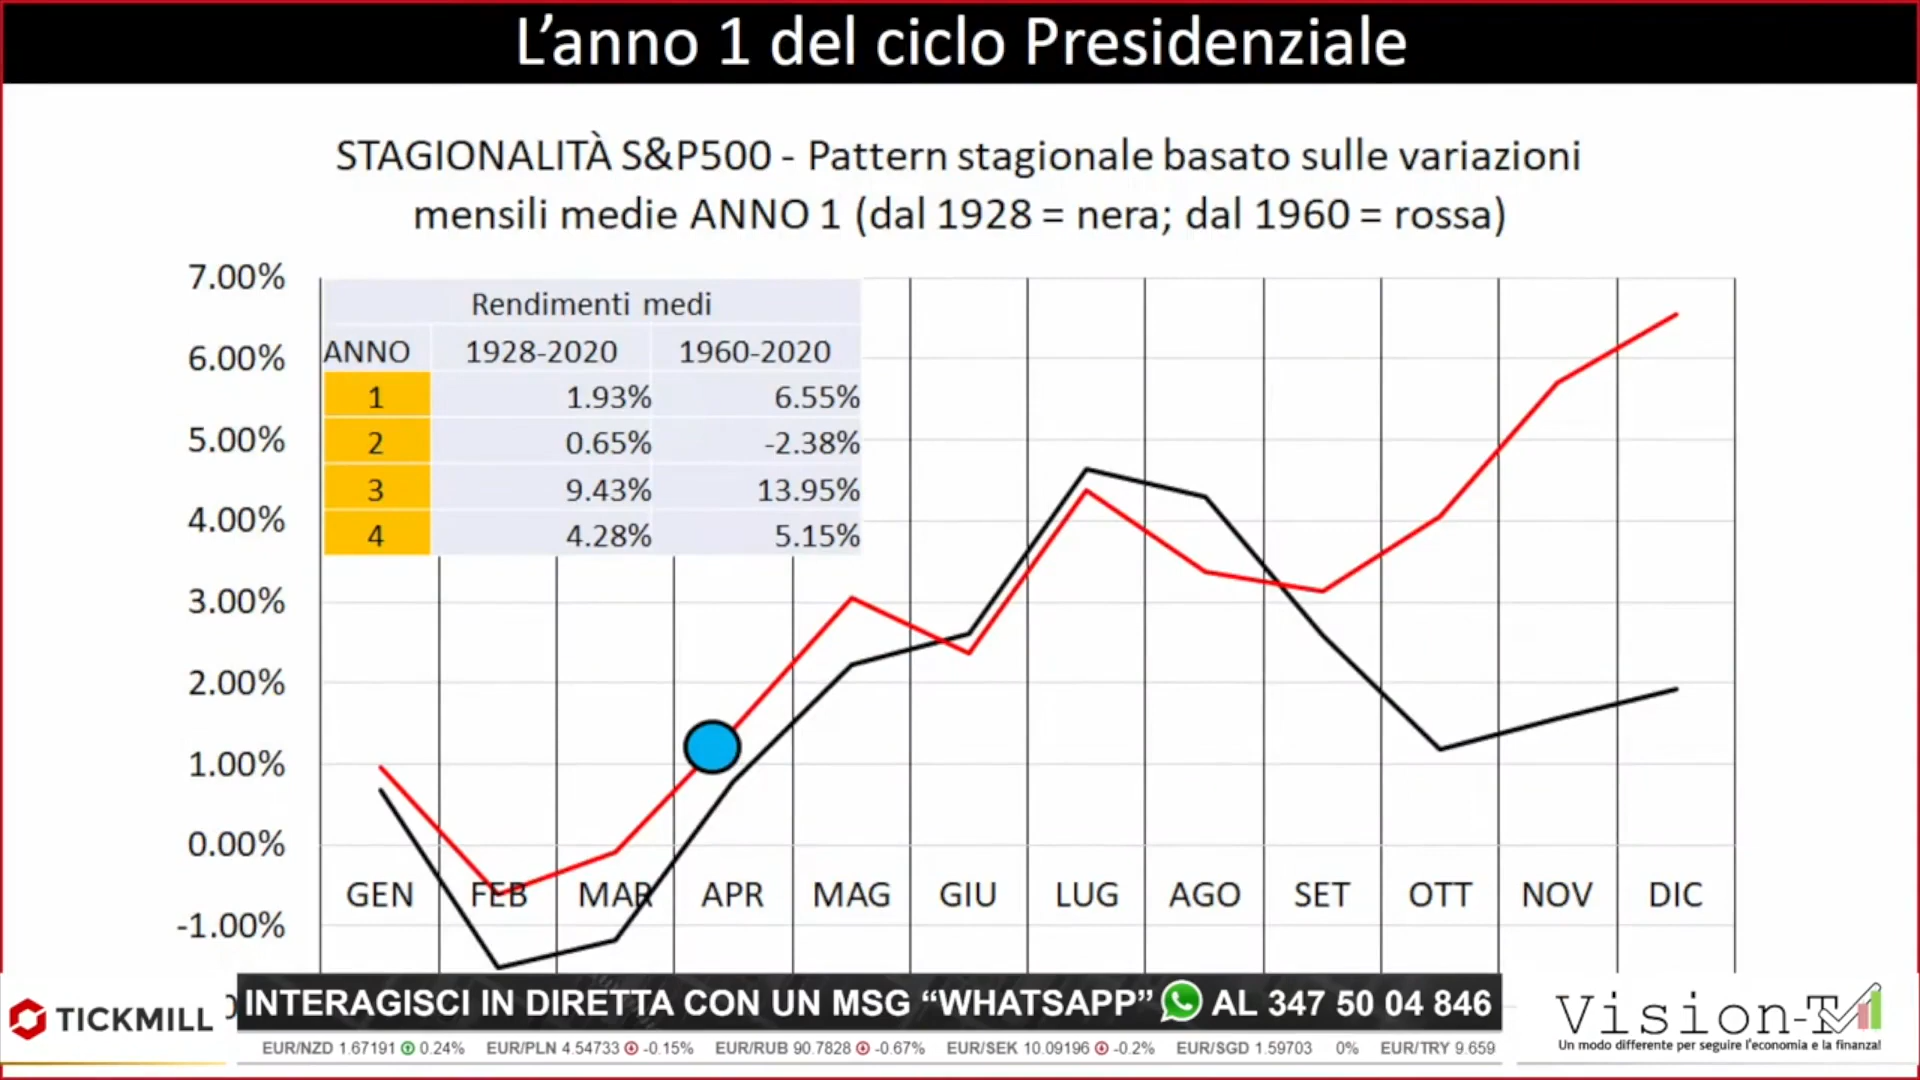 L'anno 1 del ciclo Presidenziale
STAGIONALITÀ S&P500 - Pattern stagionale basato sulle variazioni
mensili medie ANNO 1 (dal 1928 = nera; dal 1960 = rossa)
7.00%
6.00%
5.00%
4.00%
3.00%
2.00%
1.00%
0.00%
-1.00%
Rendimenti medi
ANNO 1928-2020 1960-2020
1 1.93% 6.55%
2 0.65% -2.38%
3 9.43% 13.95%
4 4.28% 5.15%
GEN FEB MAR APR MAG GIU LUG AGO SET OTT NOV DIC
TICKMILL
INTERAGISCI IN DIRETTA CON UN MSG “WHATSAPP” AL 347 50 04 846
EUR/NZD 1.67191 0.24% EUR/PLN 4.54733 -0.15% EUR/RUB 90.7828 -0.67% EUR/SEK 10.09196 -0.2% EUR/SGD 1.59703 0% EUR/TRY 9.659
Vision-T
Un modo differente per seguire l'economia e la finanza!